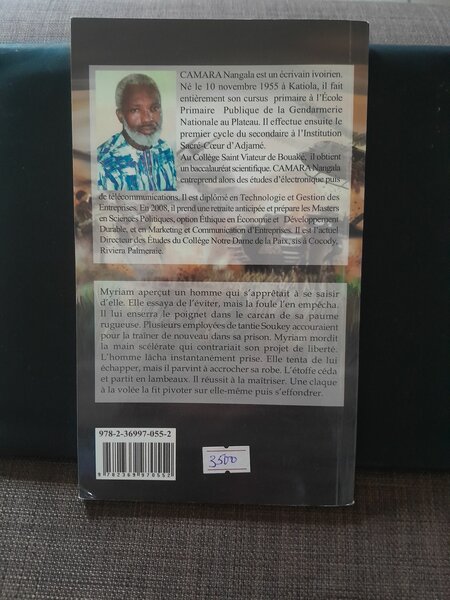 CAMARA Nangala est un écrivain ivoirien.
Né le 10 novembre 1955 à Katiola, il fait
entièrement son cursus primaire à l'École
Primaire Publique de la Gendarmerie
Nationale au Plateau. Il effectue ensuite le
premier cycle du secondaire à l'Institution
Sacré-Cœur d'Adjamé.
Au Collège Saint Viateur de Bouaké, il obtient
un baccalauréat scientifique. CAMARA Nangala
entreprend alors des études d'électronique puis
de télécommunications. Il est diplômé en Technologie et Gestion des
Entreprises. En 2008, il prend une retraite anticipée et prépare les Masters
en Sciences Politiques, option Éthique en Économie et Développement
Durable, et en Marketing et Communication d'Entreprises. Il est l'actuel
Directeur des Études du Collège Notre Dame de la Paix, sis à Cocody,
Riviera Palmeraie.
Myriam aperçut un homme qui s'apprêtait à se saisir
d'elle. Elle essaya de l'éviter, mais la foule l'en empêcha.
Il lui enserra le poignet dans le carcan de sa paume
rugueuse. Plusieurs employées de tantie Soukey accouraient
pour la traîner de nouveau dans sa prison. Myriam mordit
la main scélérate qui contrariait son projet de liberté.
L'homme lâcha instantanément prise. Elle tenta de lui
échapper, mais il parvint à accrocher sa robe. L'étoffe céda
et partit en lambeaux. Il réussit à la maîtriser. Une claque
à la volée la fit pivoter sur elle-même puis s'effondrer.
978-2-36997-055-2
9 782369 970552
3500